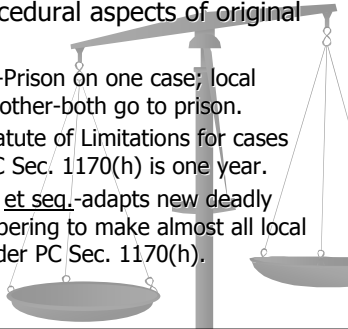 cedural aspects of original
-Prison on one case; local
other-both go to prison.
atute of Limitations for cases
C Sec. 1170(h) is one year.
et seq.-adapts new deadly
bering to make almost all local
der PC Sec. 1170(h).